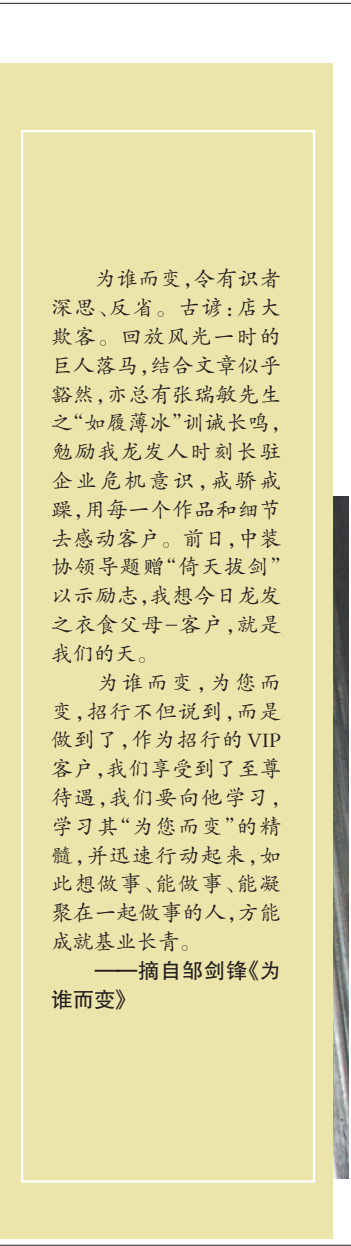 为谁而变,令有识者
深思、反省。古谚:店大
欺客。回放风光一时的
巨人落马,结合文章似乎
豁然,亦总有张瑞敏先生
之“如履薄冰”训诫长鸣,
勉励我龙发人时刻长驻
企业危机意识,戒骄戒
躁,用每一个作品和细节
去感动客户。前日,中装
协领导题赠“倚天拔剑”
以示励志,我想今日龙发
之衣食父母-客户,就是
我们的天。
为谁而变,为您而
变,招行不但说到,而是
做到了,作为招行的VIP
客户,我们享受到了至尊
待遇,我们要向他学习,
学习其“为您而变”的精
髓,并迅速行动起来,如
此想做事、能做事、能凝
聚在一起做事的人,方能
成就基业长青。
——摘自邹剑锋《为
谁而变》